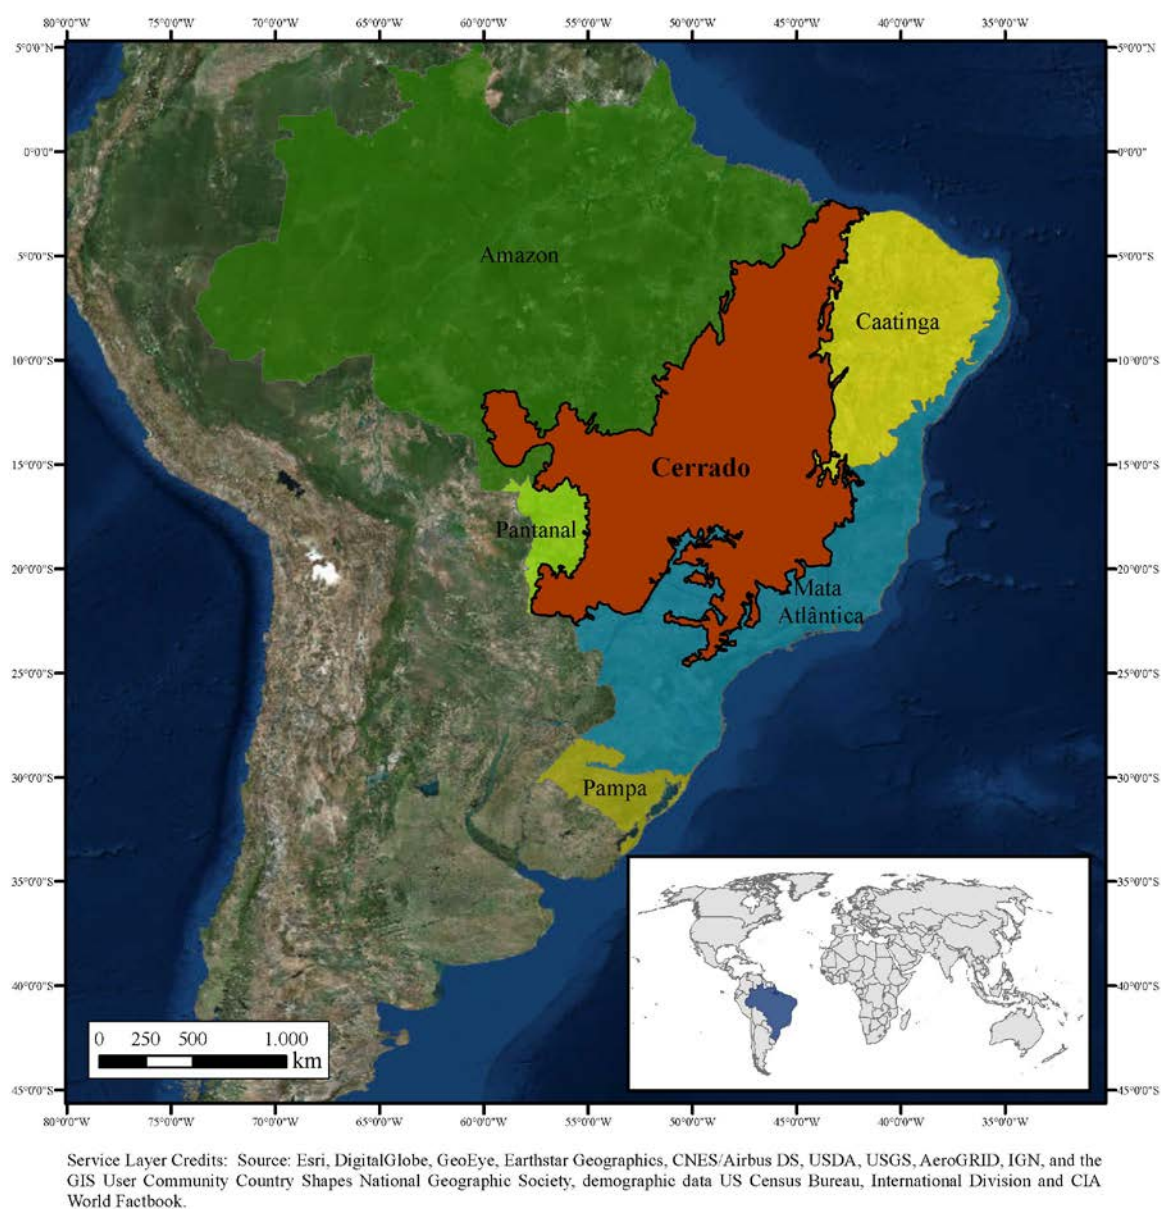 80°0'0"W 75°0'0"W 70°0'0"W 65°0'0"W 60°0'0"W 55°0'0"W 50°0'0"W 45°0'0"W 40°0'0"W 35°0'0"W
5°0'0"N 5°0'0"N
0°0'0" 0°0'0"
Amazon
5°0'0"S 5°0'0"S
Caatinga
10°0'0"S 10°0'0"S
Cerrado
15°0'0"S 15°0'0"S
Pantanal
20°0'0"S 20°0'0"S
Mata
Atlântica
25°0'0"S 25°0'0"S
30°0'0"S 30°0'0"S
Pampa
35°0'0"S 35°0'0"S
40°0'0"S 40°0'0"S
0 250 500 1.000
km
45°0'0"S 45°0'0"S
80°0'0"W 75°0'0"W 70°0'0"W 65°0'0"W 60°0'0"W 55°0'0"W 50°0'0"W 45°0'0"W 40°0'0"W 35°0'0"W
Service Layer Credits: Source: Esri, DigitalGlobe, GeoEye, Earthstar Geographics, CNES/Airbus DS, USDA, USGS, AeroGRID, IGN, and the
GIS User Community Country Shapes National Geographic Society, demographic data US Census Bureau, International Division and CIA
World Factbook.